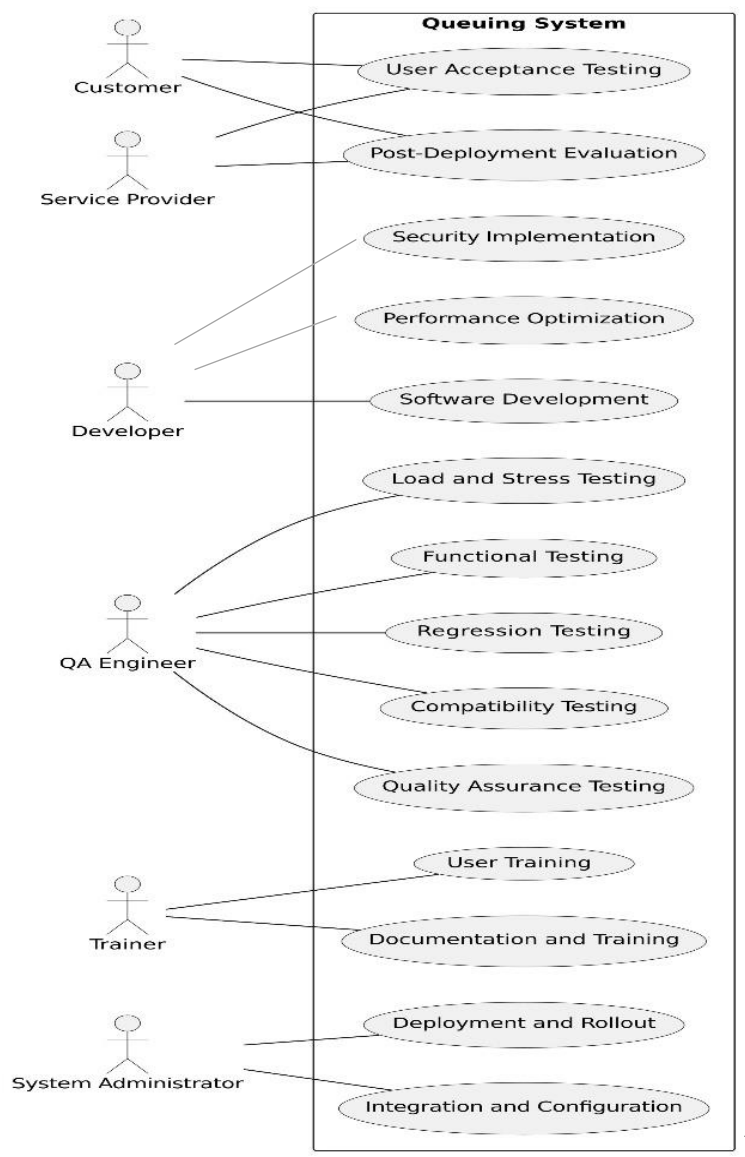 Queuing System
Customer
User Acceptance Testing
Post-Deployment Evaluation
Service Provider
Security Implementation
Performance Optimization
Developer
Software Development
Load and Stress Testing
Functional Testing
QA Engineer
Regression Testing
Compatibility Testing
Quality Assurance Testing
User Training
Trainer
Documentation and Training
Deployment and Rollout
System Administrator
Integration and Configuration